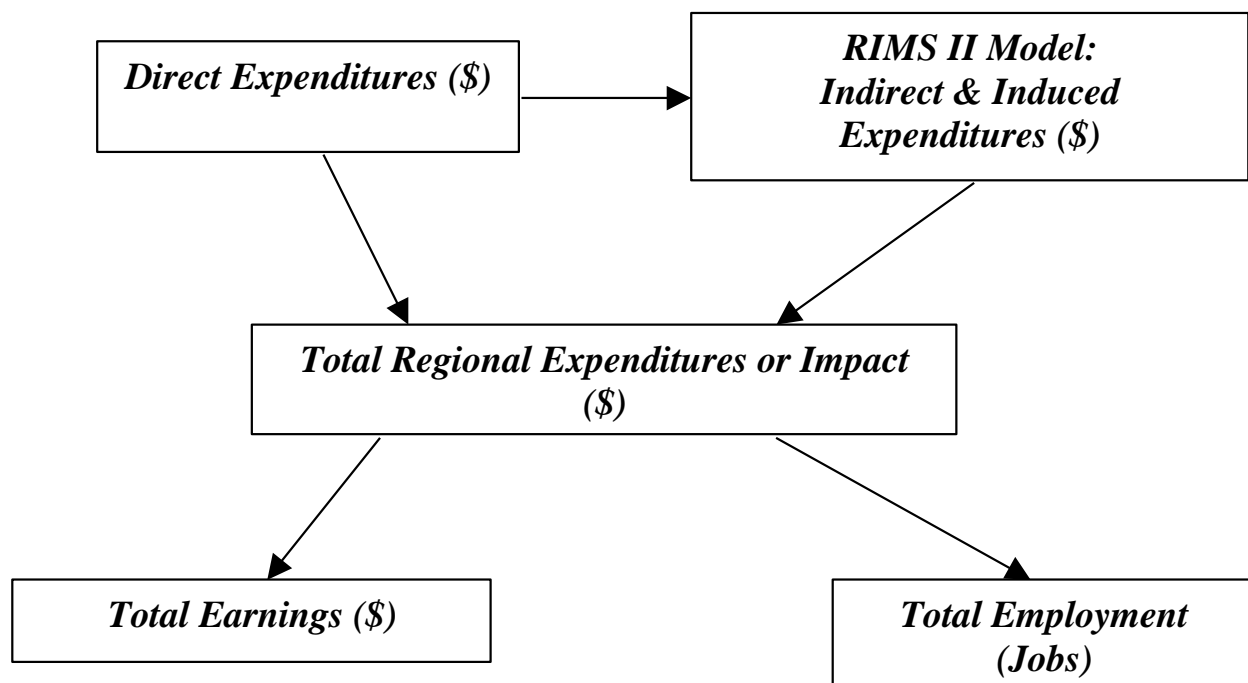 Direct Expenditures ($)
RIMS II Model:
Indirect & Induced
Expenditures ($)
Total Regional Expenditures or Impact
($)
Total Earnings ($)
Total Employment
(Jobs)